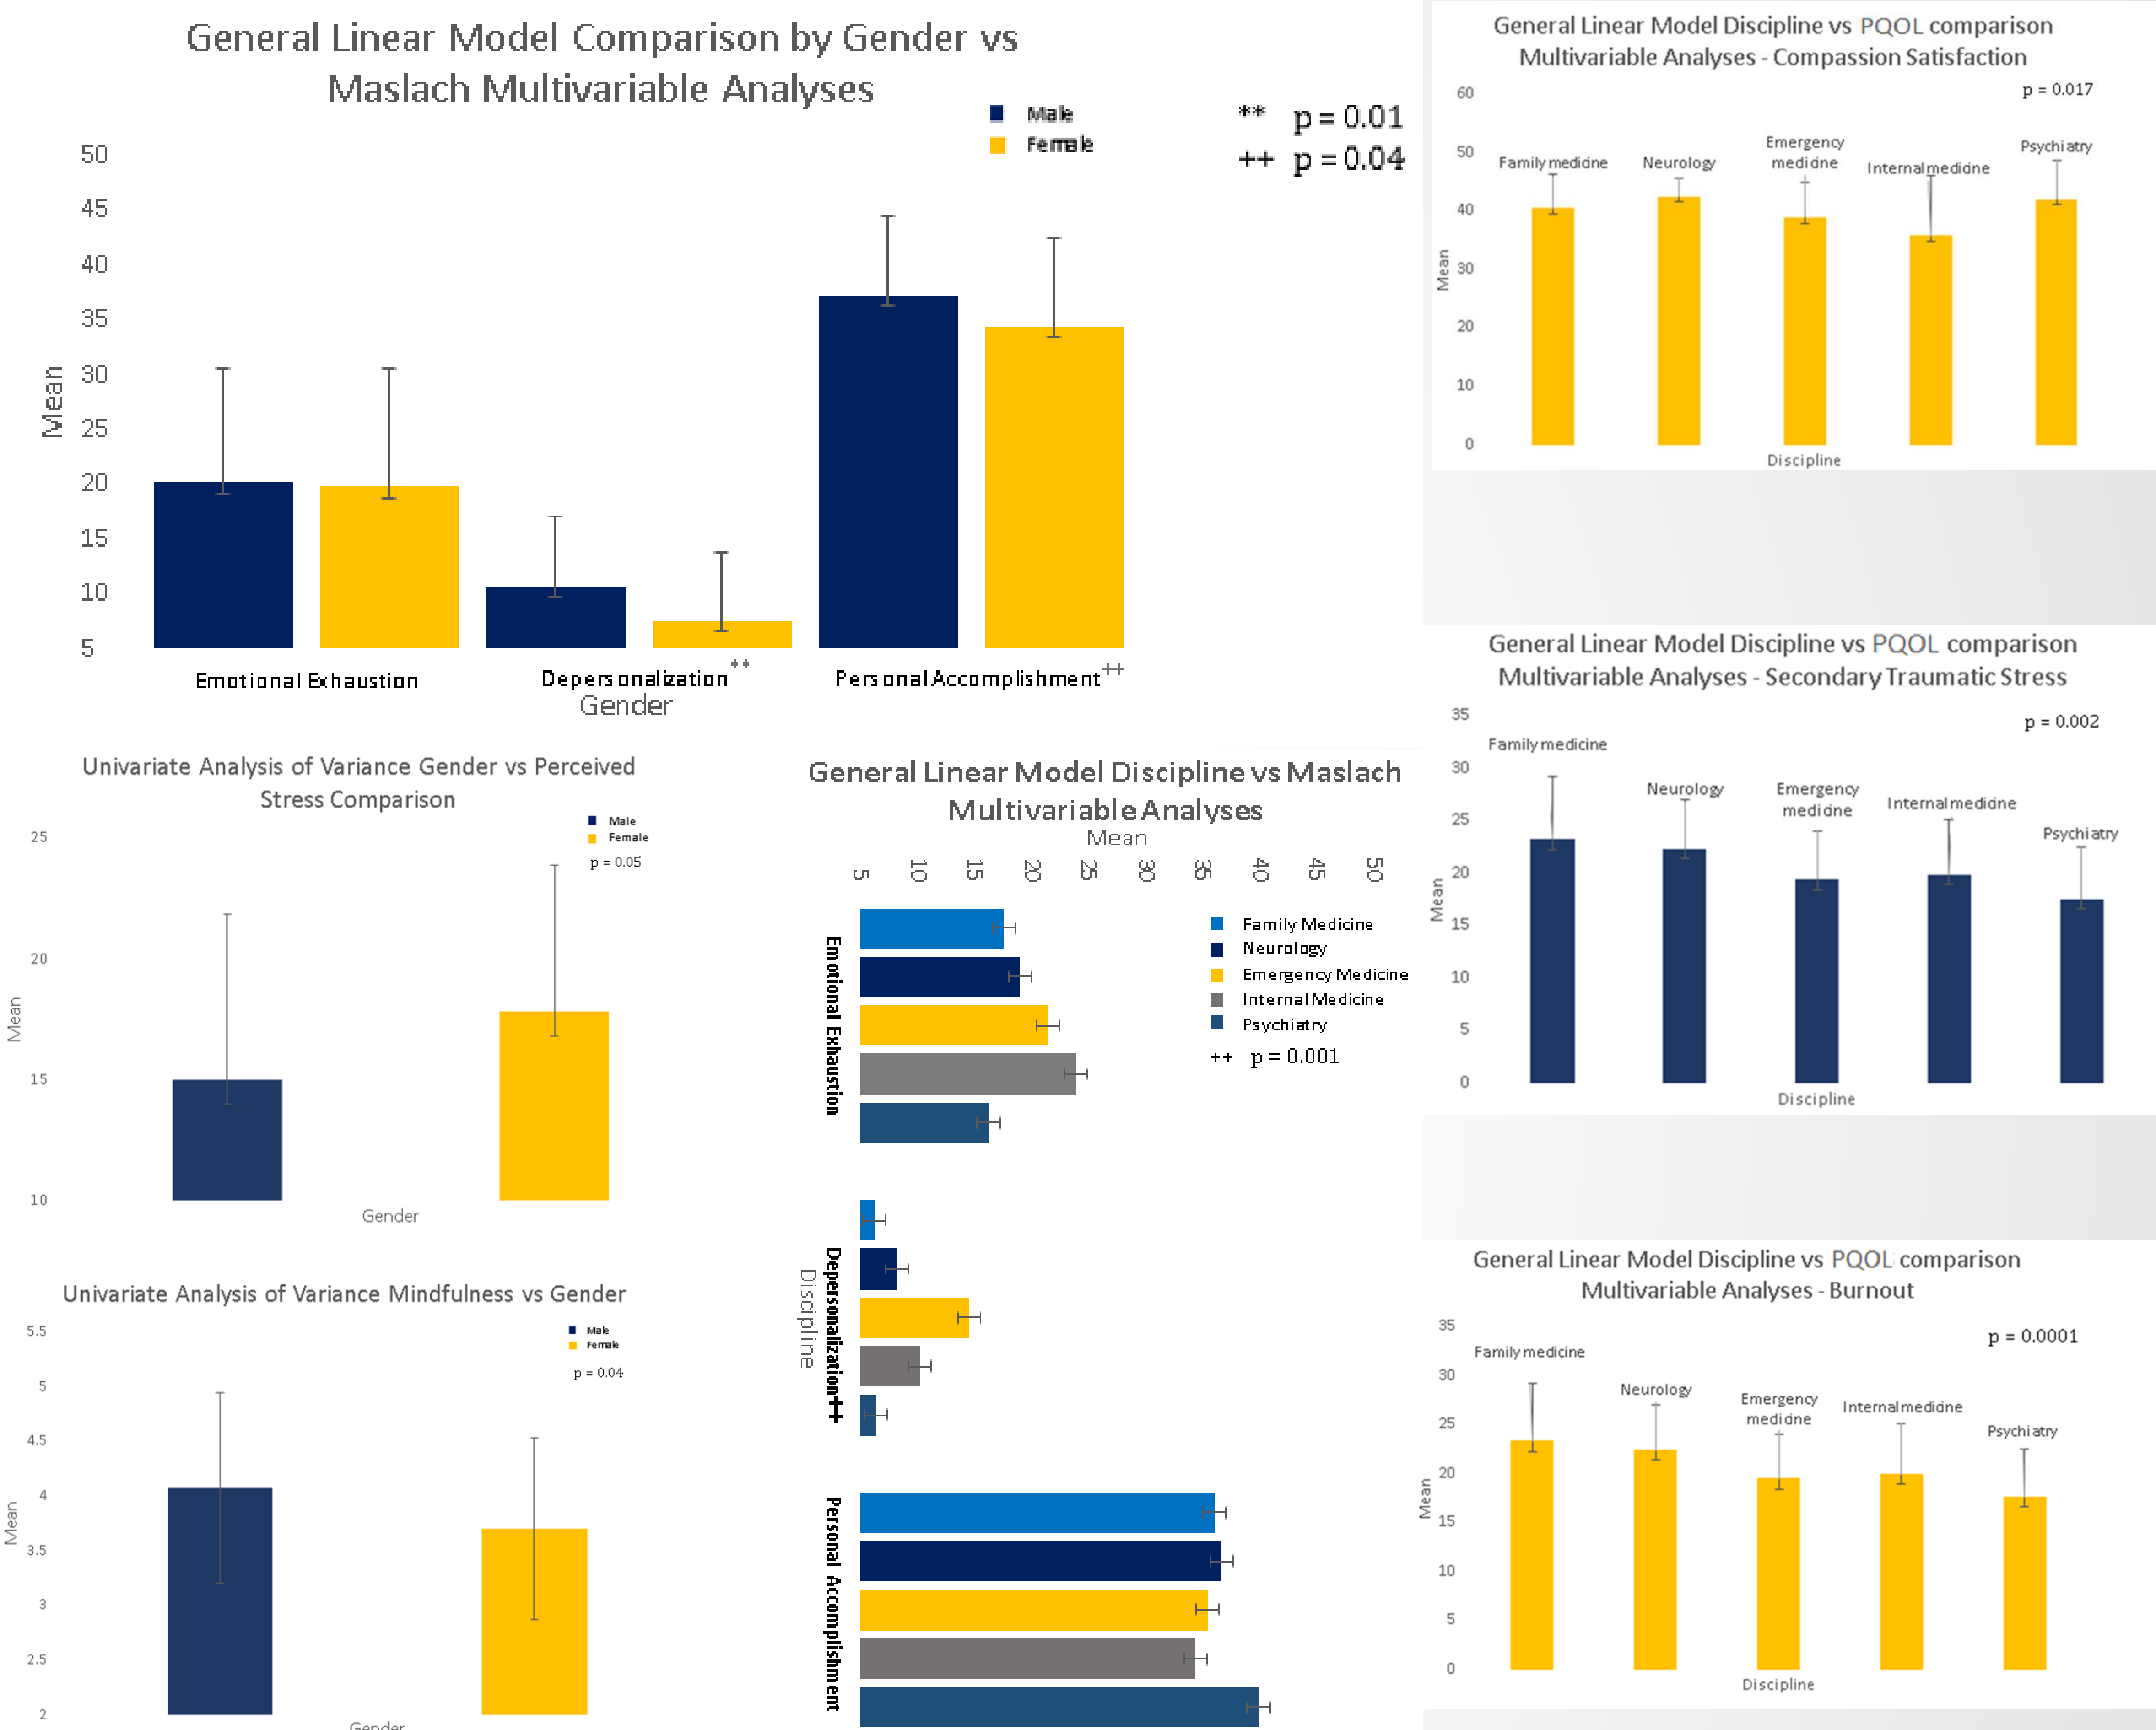 General Linear Model Comparison by Gender vs
Maslach Multivariable Analyses
Male
Female
** p = 0.01
++ p = 0.04
50
45
40
35
30
25
20
15
10
5
Mean
Emotional Exhaustion
Depersonalization**
Personal Accomplishment++
Gender
Univariate Analysis of Variance Gender vs Perceived
Stress Comparison
Male
Female
p = 0.05
25
20
15
10
Mean
Gender
Univariate Analysis of Variance Mindfulness vs Gender
Male
Female
p = 0.04
5.5
5
4.5
4
3.5
3
2.5
2
Mean
Gender
General Linear Model Discipline vs Maslach
Multivariable Analyses
Mean
5
10
15
20
25
30
35
40
45
50
Family Medicine
Neurology
Emergency Medicine
Internal Medicine
Psychiatry
++ p = 0.001
Emotional Exhaustion
Depersonalization++
Personal Accomplishment
Discipline
General Linear Model Discipline vs PQOL comparison
Multivariable Analyses - Compassion Satisfaction
p = 0.017
60
50
40
30
20
10
0
Mean
Family medicine
Neurology
Emergency
medicine
Internal medicine
Psychiatry
Discipline
General Linear Model Discipline vs PQOL comparison
Multivariable Analyses - Secondary Traumatic Stress
p = 0.002
35
30
25
20
15
10
5
0
Mean
Family medicine
Neurology
Emergency
medicine
Internal medicine
Psychiatry
Discipline
General Linear Model Discipline vs PQOL comparison
Multivariable Analyses - Burnout
p = 0.0001
35
30
25
20
15
10
5
0
Mean
Family medicine
Neurology
Emergency
medicine
Internal medicine
Psychiatry
Discipline